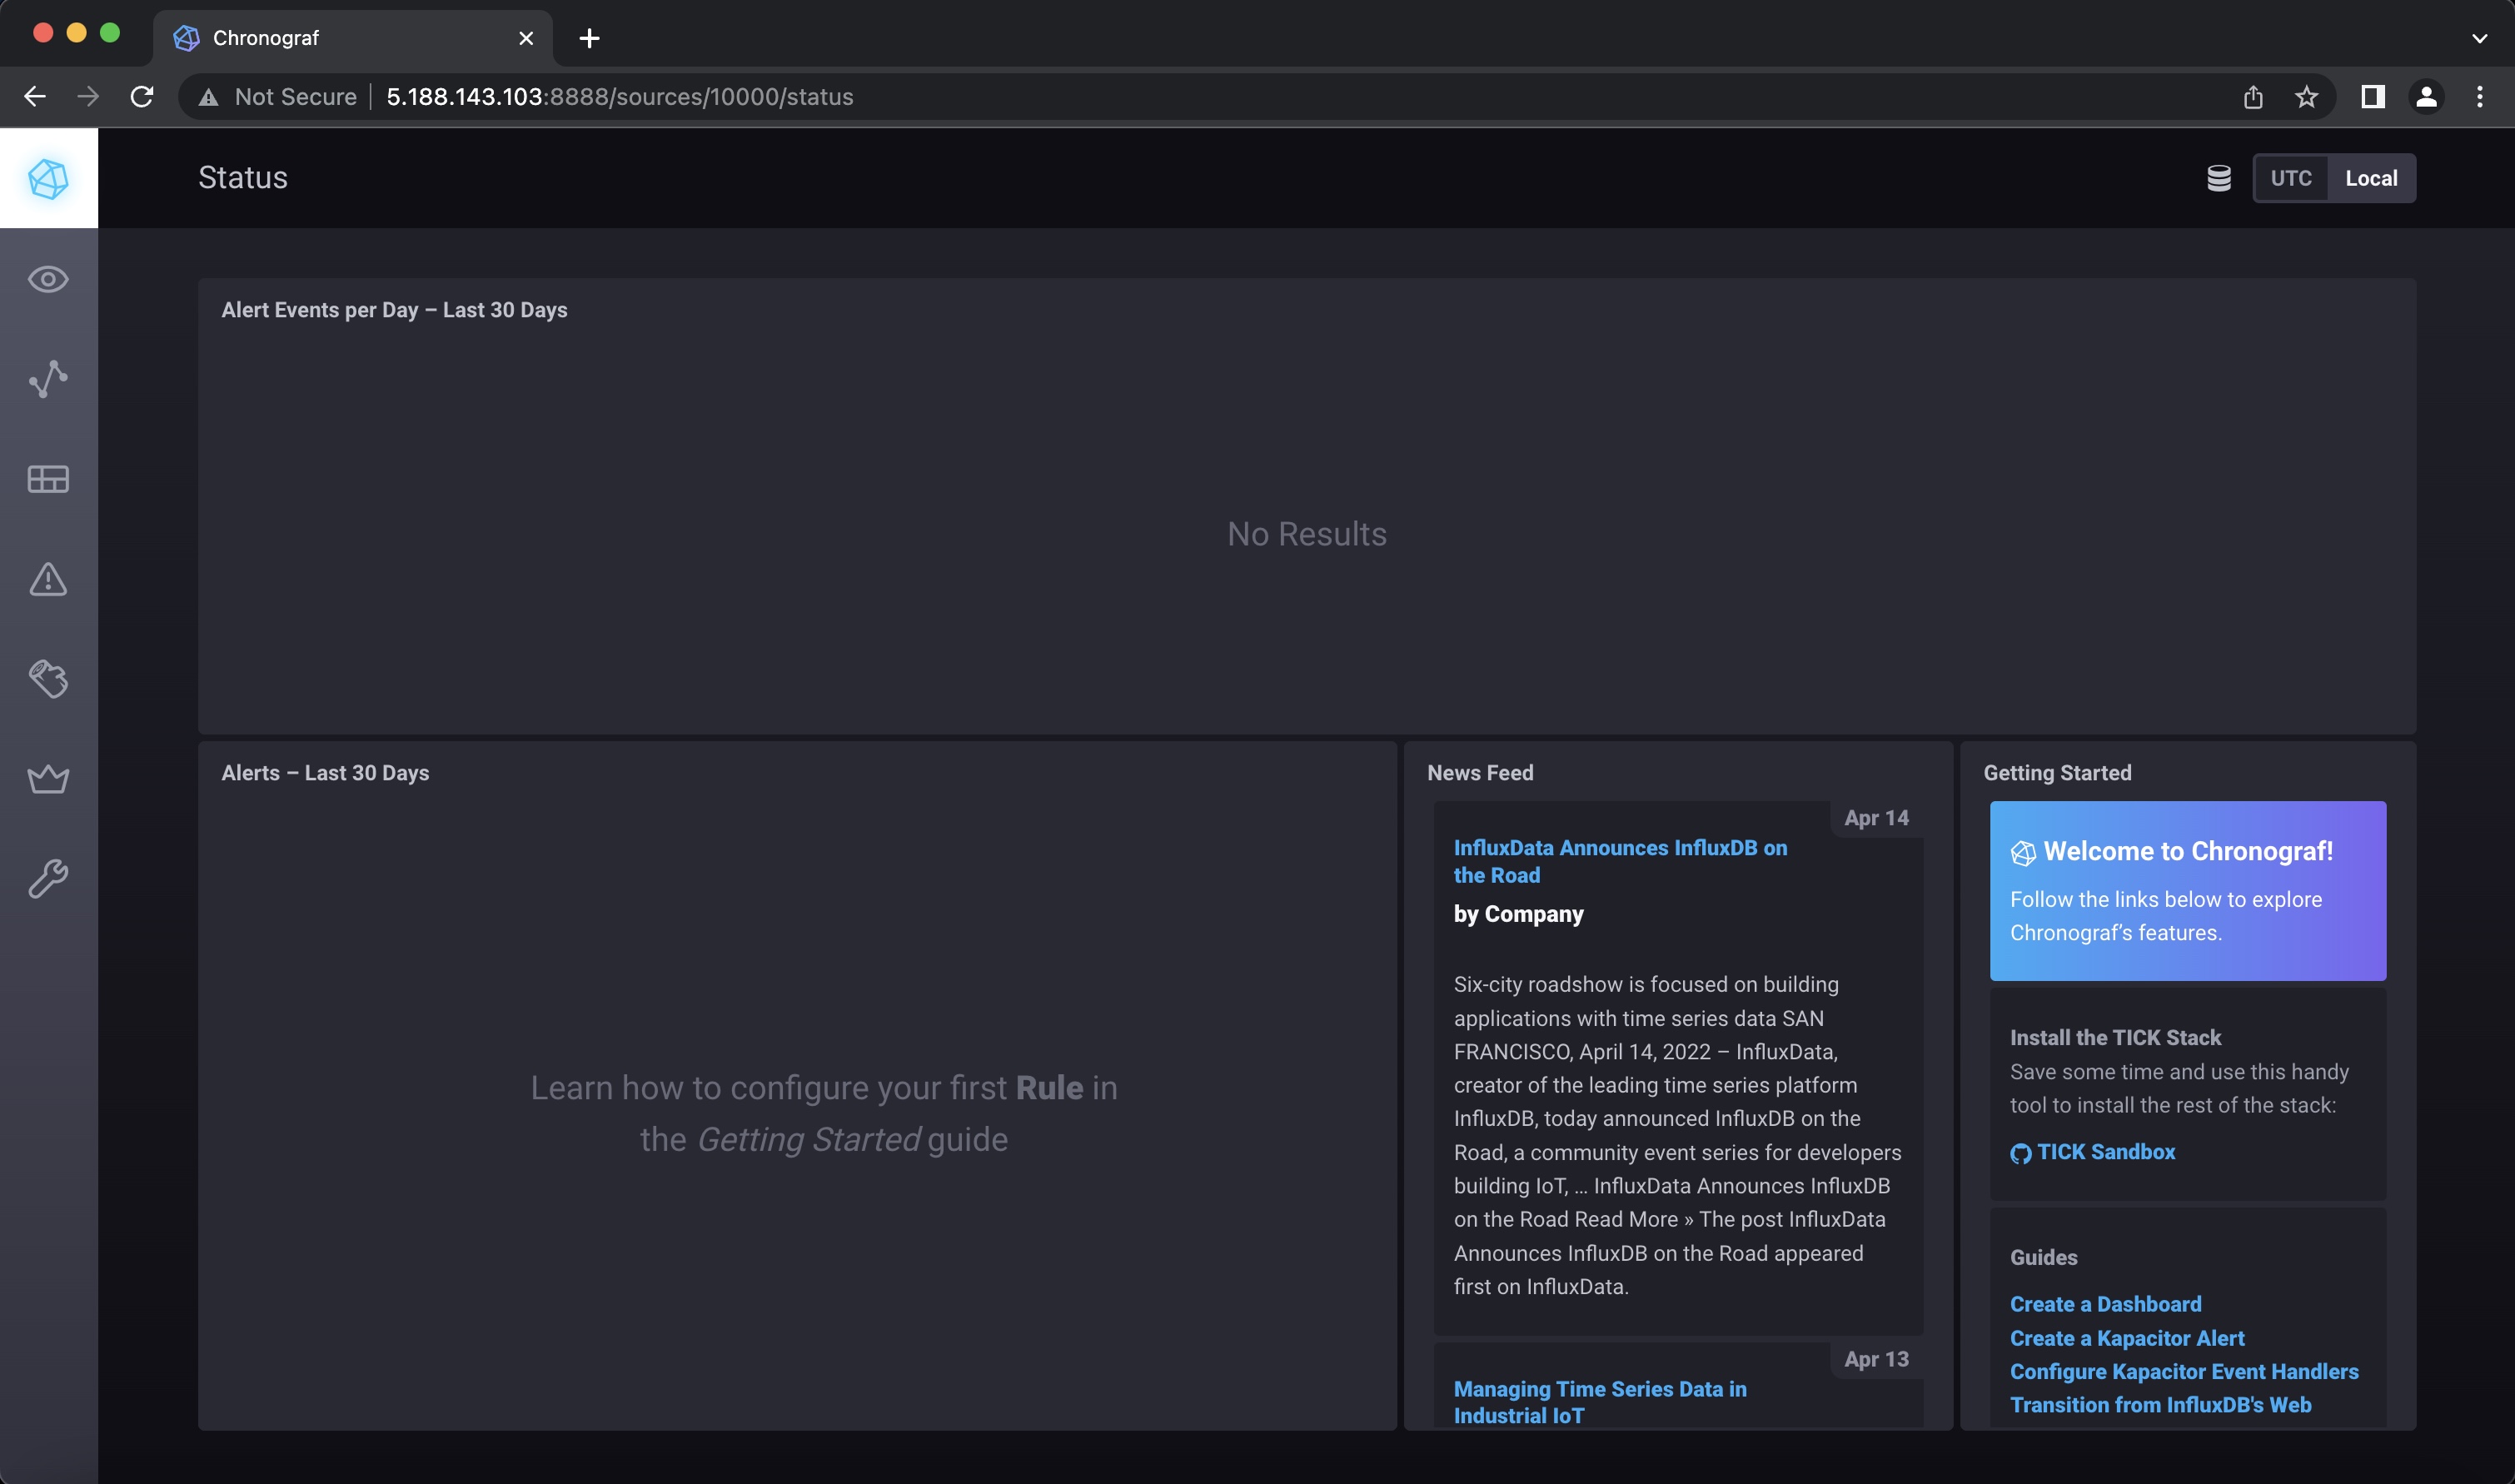 Chronograf
Not Secure 5.188.143.103:8888/sources/10000/status
Status
UTC Local
Alert Events per Day – Last 30 Days
No Results
Alerts – Last 30 Days
Learn how to configure your first Rule in
the Getting Started guide
News Feed
Apr 14
InfluxData Announces InfluxDB on
the Road
by Company
Six-city roadshow is focused on building
applications with time series data SAN
FRANCISCO, April 14, 2022 – InfluxData,
creator of the leading time series platform
InfluxDB, today announced InfluxDB on the
Road, a community event series for developers
building IoT, … InfluxData Announces InfluxDB
on the Road Read More » The post InfluxData
Announces InfluxDB on the Road appeared
first on InfluxData.
Apr 13
Managing Time Series Data in
Industrial IoT
Getting Started
Welcome to Chronograf!
Follow the links below to explore
Chronograf’s features.
Install the TICK Stack
Save some time and use this handy
tool to install the rest of the stack:
TICK Sandbox
Guides
Create a Dashboard
Create a Kapacitor Alert
Configure Kapacitor Event Handlers
Transition from InfluxDB's Web